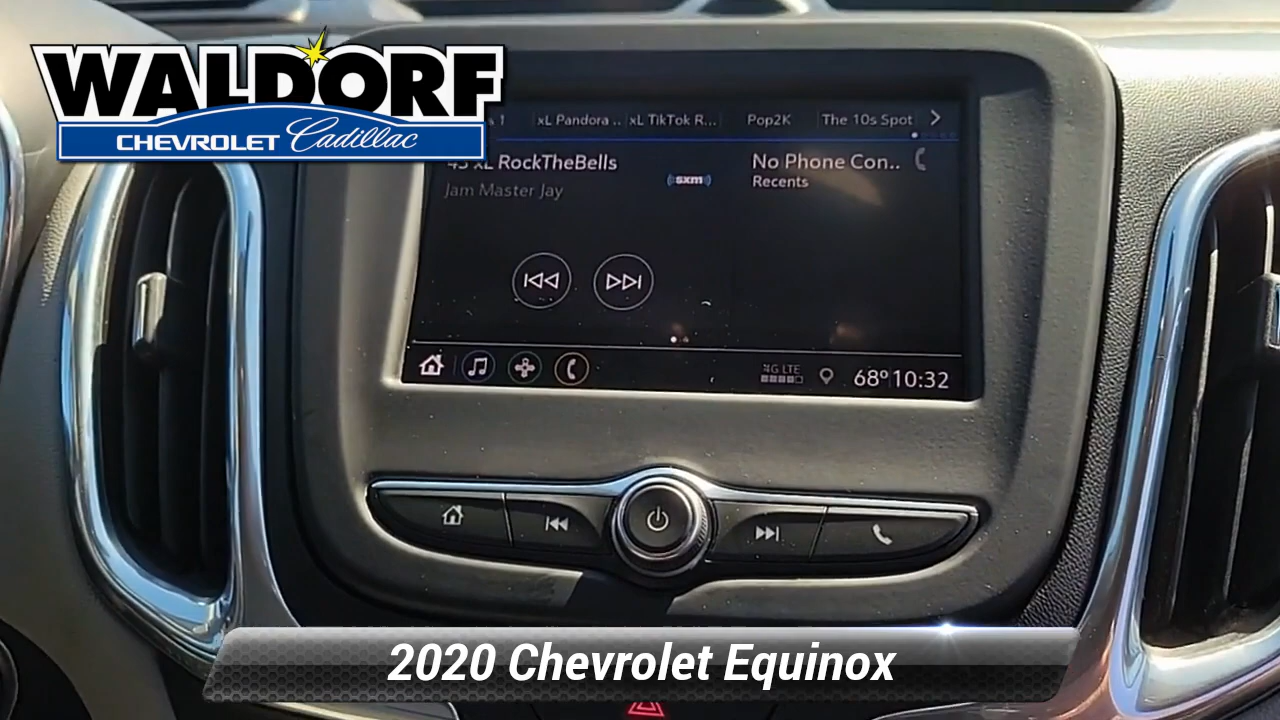 WALDORF
CHEVROLET Cadillac
1 xL Pandora .. xL TikTok R... Pop2K The 10s Spot
xL RockTheBells
Jam Master Jay
sxm
No Phone Con..
Recents
4G LTE
68° 10:32
2020 Chevrolet Equinox